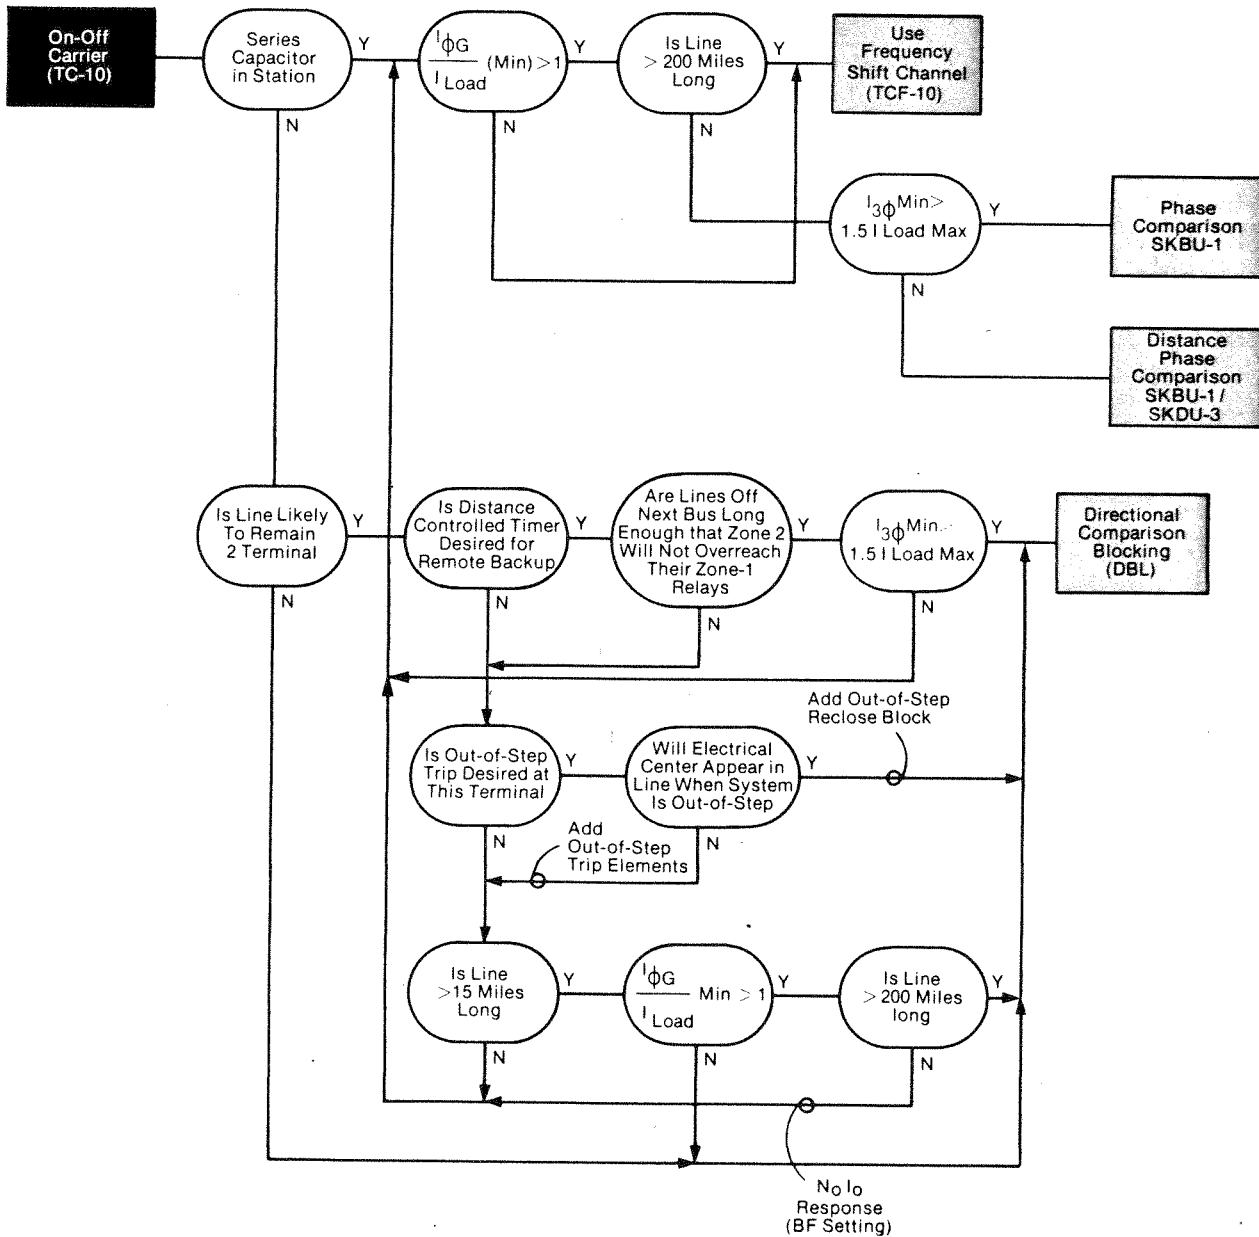 On-Off
Carrier
(TC-10)
Series
Capacitor
in Station
Y
N
IϕG
I Load
(Min) > 1
Y
N
Is Line
> 200 Miles
Long
Y
N
Use
Frequency
Shift Channel
(TCF-10)
I3ϕ Min >
1.5 I Load Max
Y
N
Phase
Comparison
SKBU-1
Distance
Phase
Comparison
SKBU-1/
SKDU-3
Is Line Likely
To Remain
2 Terminal
Y
N
Is Distance
Controlled Timer
Desired for
Remote Backup
Y
N
Are Lines Off
Next Bus Long
Enough that Zone 2
Will Not Overreach
Their Zone-1
Relays
Y
N
I3ϕ Min
1.5 I Load Max
Y
N
Directional
Comparison
Blocking
(DBL)
Add Out-of-Step
Reclose Block
Is Out-of-Step
Trip Desired at
This Terminal
Y
N
Will Electrical
Center Appear in
Line When System
Is Out-of-Step
Y
N
Add
Out-of-Step
Trip Elements
Is Line
>15 Miles
Long
Y
N
IϕG
I Load
Min > 1
Y
N
Is Line
> 200 Miles
long
Y
N
No Io
Response
(BF Setting)